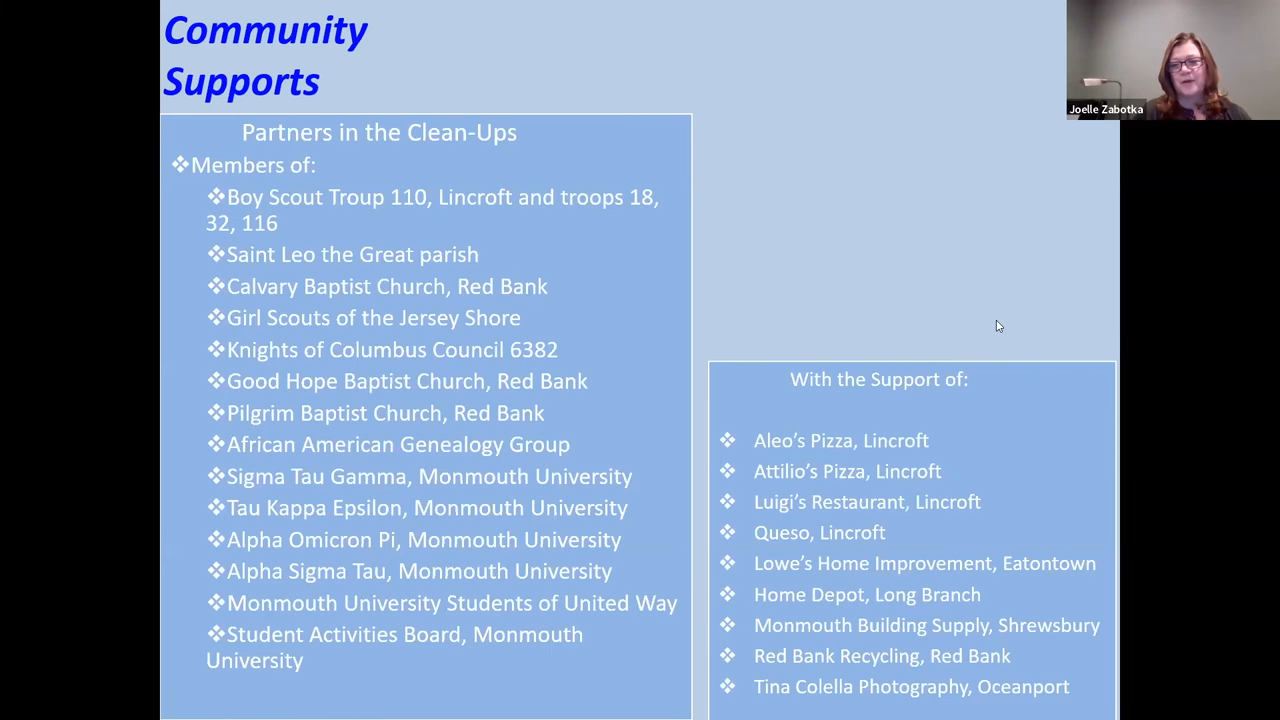 Community
Supports
Joelle Zabotka
Partners in the Clean-Ups
❖Members of:
❖Boy Scout Troup 110, Lincroft and troops 18,
32, 116
❖Saint Leo the Great parish
❖Calvary Baptist Church, Red Bank
❖Girl Scouts of the Jersey Shore
❖Knights of Columbus Council 6382
❖Good Hope Baptist Church, Red Bank
❖Pilgrim Baptist Church, Red Bank
❖African American Genealogy Group
❖Sigma Tau Gamma, Monmouth University
❖Tau Kappa Epsilon, Monmouth University
❖Alpha Omicron Pi, Monmouth University
❖Alpha Sigma Tau, Monmouth University
❖Monmouth University Students of United Way
❖Student Activities Board, Monmouth
University
With the Support of:
❖ Aleo's Pizza, Lincroft
❖ Attilio's Pizza, Lincroft
❖ Luigi's Restaurant, Lincroft
❖ Queso, Lincroft
❖ Lowe's Home Improvement, Eatontown
❖ Home Depot, Long Branch
❖ Monmouth Building Supply, Shrewsbury
❖ Red Bank Recycling, Red Bank
❖ Tina Colella Photography, Oceanport